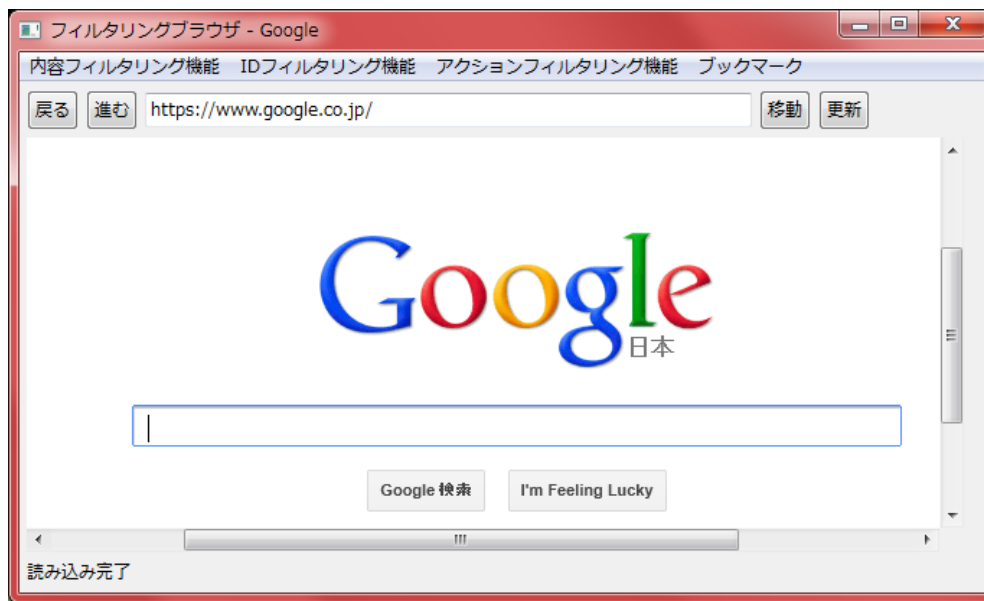 フィルタリングブラウザ - Google
内容フィルタリング機能 IDフィルタリング機能 アクションフィルタリング機能 ブックマーク
戻る 進む https://www.google.co.jp/ 移動 更新
Google
日本
Google 検索 I'm Feeling Lucky
読み込み完了